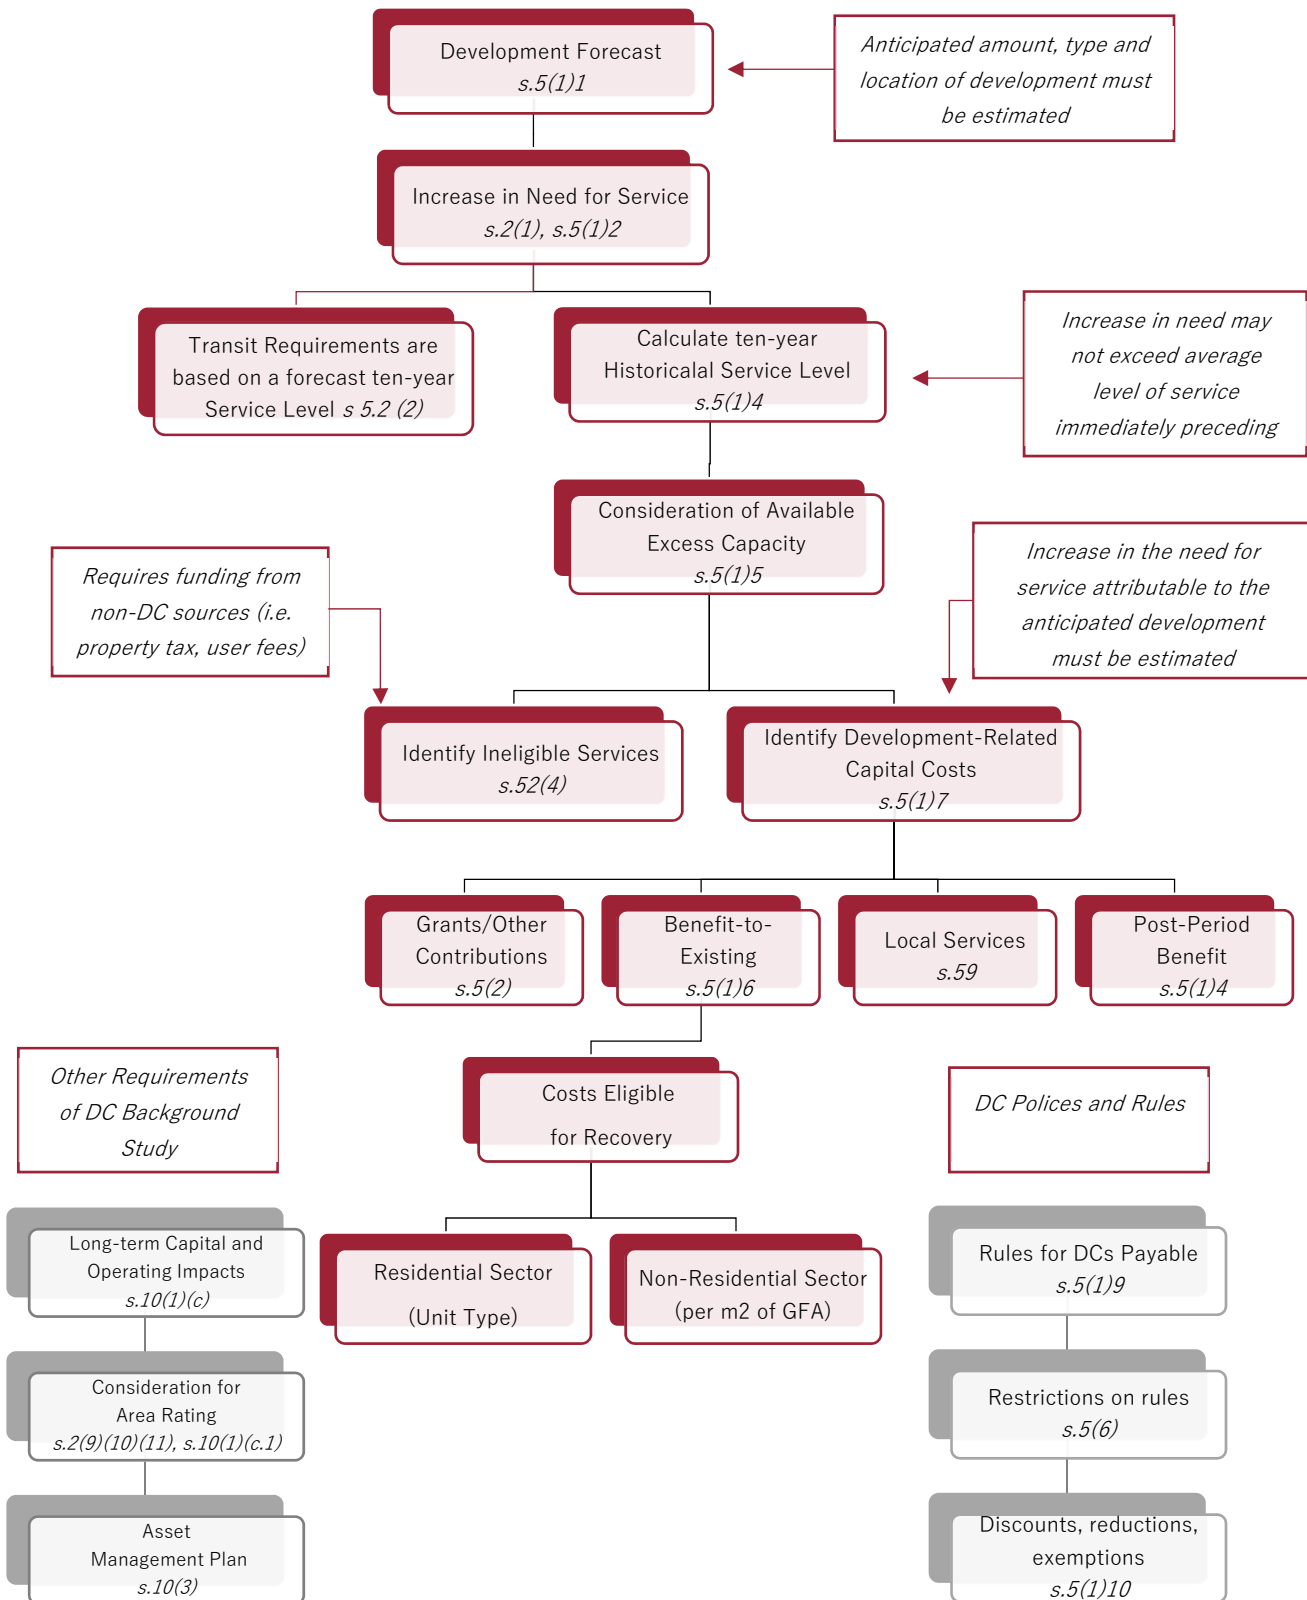 Development Forecast
s.5(1)1
Anticipated amount, type and
location of development must
be estimated
Increase in Need for Service
s.2(1), s.5(1)2
Transit Requirements are
based on a forecast ten-year
Service Level s 5.2 (2)
Calculate ten-year
Historicalal Service Level
s.5(1)4
Increase in need may
not exceed average
level of service
immediately preceding
Consideration of Available
Excess Capacity
s.5(1)5
Requires funding from
non-DC sources (i.e.
property tax, user fees)
Increase in the need for
service attributable to the
anticipated development
must be estimated
Identify Ineligible Services
s.52(4)
Identify Development-Related
Capital Costs
s.5(1)7
Grants/Other
Contributions
s.5(2)
Benefit-to-
Existing
s.5(1)6
Local Services
s.59
Post-Period
Benefit
s.5(1)4
Costs Eligible
for Recovery
Residential Sector
(Unit Type)
Non-Residential Sector
(per m2 of GFA)
Other Requirements
of DC Background
Study
Long-term Capital and
Operating Impacts
s.10(1)(c)
Consideration for
Area Rating
s.2(9)(10)(11), s.10(1)(c.1)
Asset
Management Plan
s.10(3)
DC Polices and Rules
Rules for DCs Payable
s.5(1)9
Restrictions on rules
s.5(6)
Discounts, reductions,
exemptions
s.5(1)10